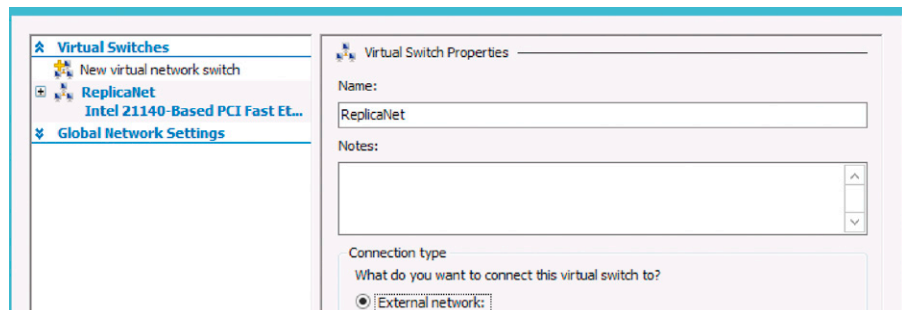 Virtual Switches
New virtual network switch
ReplicaNet
Intel 21140-Based PCI Fast Et...
Global Network Settings
Virtual Switch Properties
Name:
ReplicaNet
Notes:
Connection type
What do you want to connect this virtual switch to?
External network: